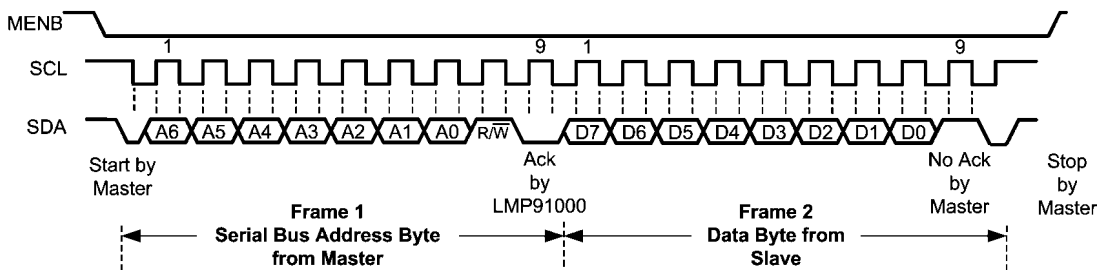 MENB
1 9 1 9
SCL
SDA A6 A5 A4 A3 A2 A1 A0 R/W D7 D6 D5 D4 D3 D2 D1 D0
Start by
Master
Ack
by
LMP91000
No Ack
by
Master
Stop
by
Master
Frame 1
Serial Bus Address Byte
from Master
Frame 2
Data Byte from
Slave